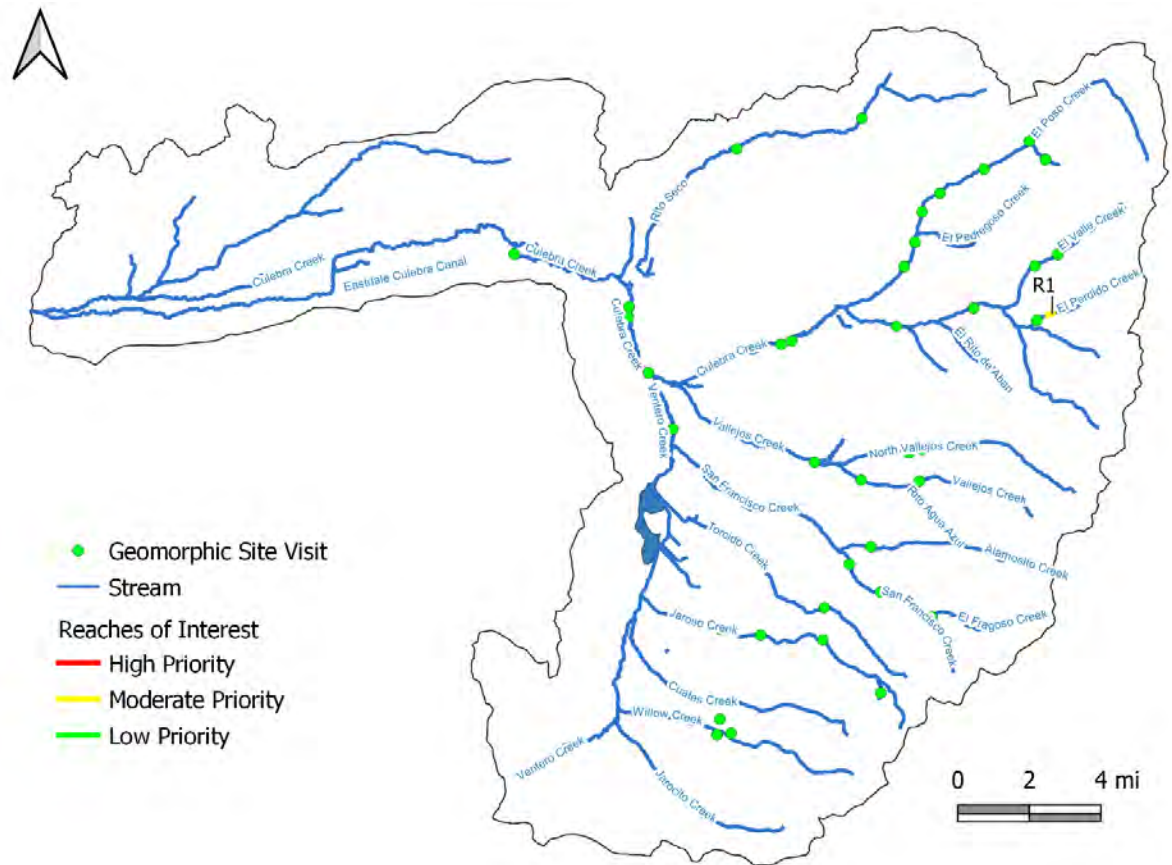 El Poso Creek
Rito Seco
El Pedregoso Creek
El Valle Creek
R1
El Perdido Creek
Culebra Creek
Culebra Creek
Eastdale Culebra Canal
Culebra Creek
Culebra Creek
El Rito de Aban
Ventero Creek
Vallejos Creek
North Vallejos Creek
Vallejos Creek
San Francisco Creek
Rito Agua Azul
Toroido Creek
Alamosito Creek
San Francisco Creek
El Fragoso Creek
Jaroso Creek
Cuates Creek
Willow Creek
Ventero Creek
Jarocito Creek
Geomorphic Site Visit
Stream
Reaches of Interest
High Priority
Moderate Priority
Low Priority
0 2 4 mi